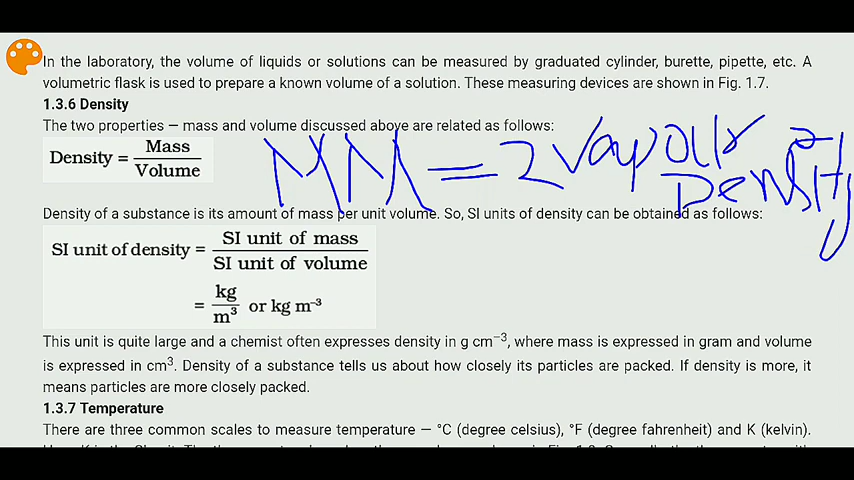 In the laboratory, the volume of liquids or solutions can be measured by graduated cylinder, burette, pipette, etc. A
volumetric flask is used to prepare a known volume of a solution. These measuring devices are shown in Fig. 1.7.
1.3.6 Density
The two properties — mass and volume discussed above are related as follows:
Density = Mass / Volume
MM = 2 Vapour
Density
Density of a substance is its amount of mass per unit volume. So, SI units of density can be obtained as follows:
SI unit of density = SI unit of mass / SI unit of volume
= kg / m³ or kg m⁻³
This unit is quite large and a chemist often expresses density in g cm⁻³, where mass is expressed in gram and volume
is expressed in cm³. Density of a substance tells us about how closely its particles are packed. If density is more, it
means particles are more closely packed.
1.3.7 Temperature
There are three common scales to measure temperature — °C (degree celsius), °F (degree fahrenheit) and K (kelvin).